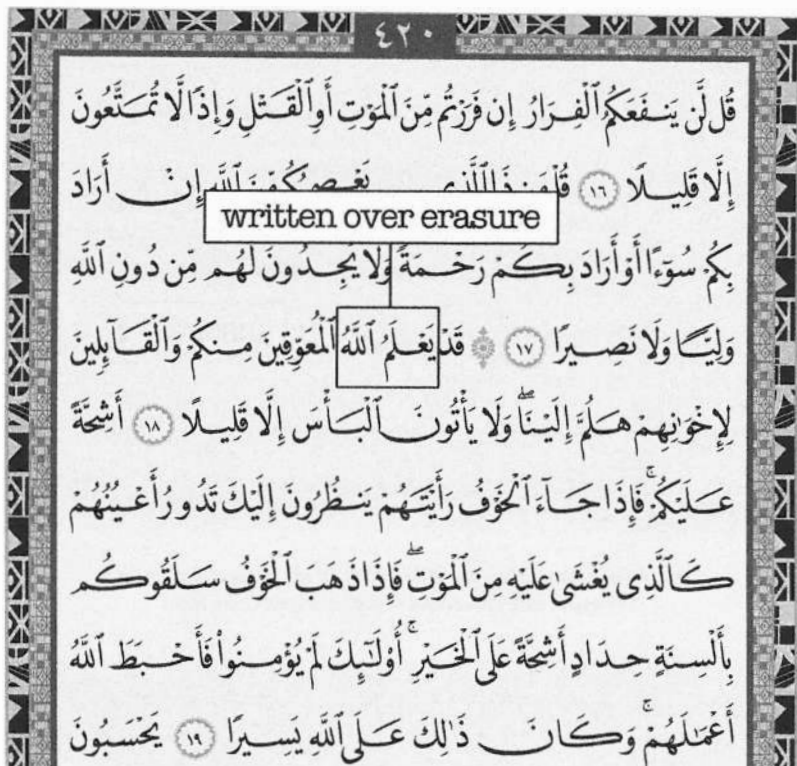 ٤٢٠
قُل لَّن يَنفَعَكُمُ ٱلْفِرَارُ إِن فَرَرْتُم مِّنَ ٱلْمَوْتِ أَوِ ٱلْقَتْلِ وَإِذًا لَّا تُمَتَّعُونَ
إِلَّا قَلِيلًا ١٦ قُلْ مَن ذَا ٱلَّذِى يَعْصِمُكُم مِّنَ ٱللَّهِ إِنْ أَرَادَ
written over erasure
بِكُمْ سُوٓءًا أَوْ أَرَادَ بِكُمْ رَحْمَةً وَلَا يَجِدُونَ لَهُم مِّن دُونِ ٱللَّهِ
وَلِيًّا وَلَا نَصِيرًا ١٧ ۞ قَدْ يَعْلَمُ ٱللَّهُ ٱلْمُعَوِّقِينَ مِنكُمْ وَٱلْقَآئِلِينَ
لِإِخْوَٰنِهِمْ هَلُمَّ إِلَيْنَا ۖ وَلَا يَأْتُونَ ٱلْبَأْسَ إِلَّا قَلِيلًا ١٨ أَشِحَّةً
عَلَيْكُمْ ۖ فَإِذَا جَآءَ ٱلْخَوْفُ رَأَيْتَهُمْ يَنظُرُونَ إِلَيْكَ تَدُورُ أَعْيُنُهُمْ
كَٱلَّذِى يُغْشَىٰ عَلَيْهِ مِنَ ٱلْمَوْتِ ۖ فَإِذَا ذَهَبَ ٱلْخَوْفُ سَلَقُوكُم
بِأَلْسِنَةٍ حِدَادٍ أَشِحَّةً عَلَى ٱلْخَيْرِ ۚ أُو۟لَٰٓئِكَ لَمْ يُؤْمِنُوا۟ فَأَحْبَطَ ٱللَّهُ
أَعْمَٰلَهُمْ ۚ وَكَانَ ذَٰلِكَ عَلَى ٱللَّهِ يَسِيرًا ١٩ يَحْسَبُونَ